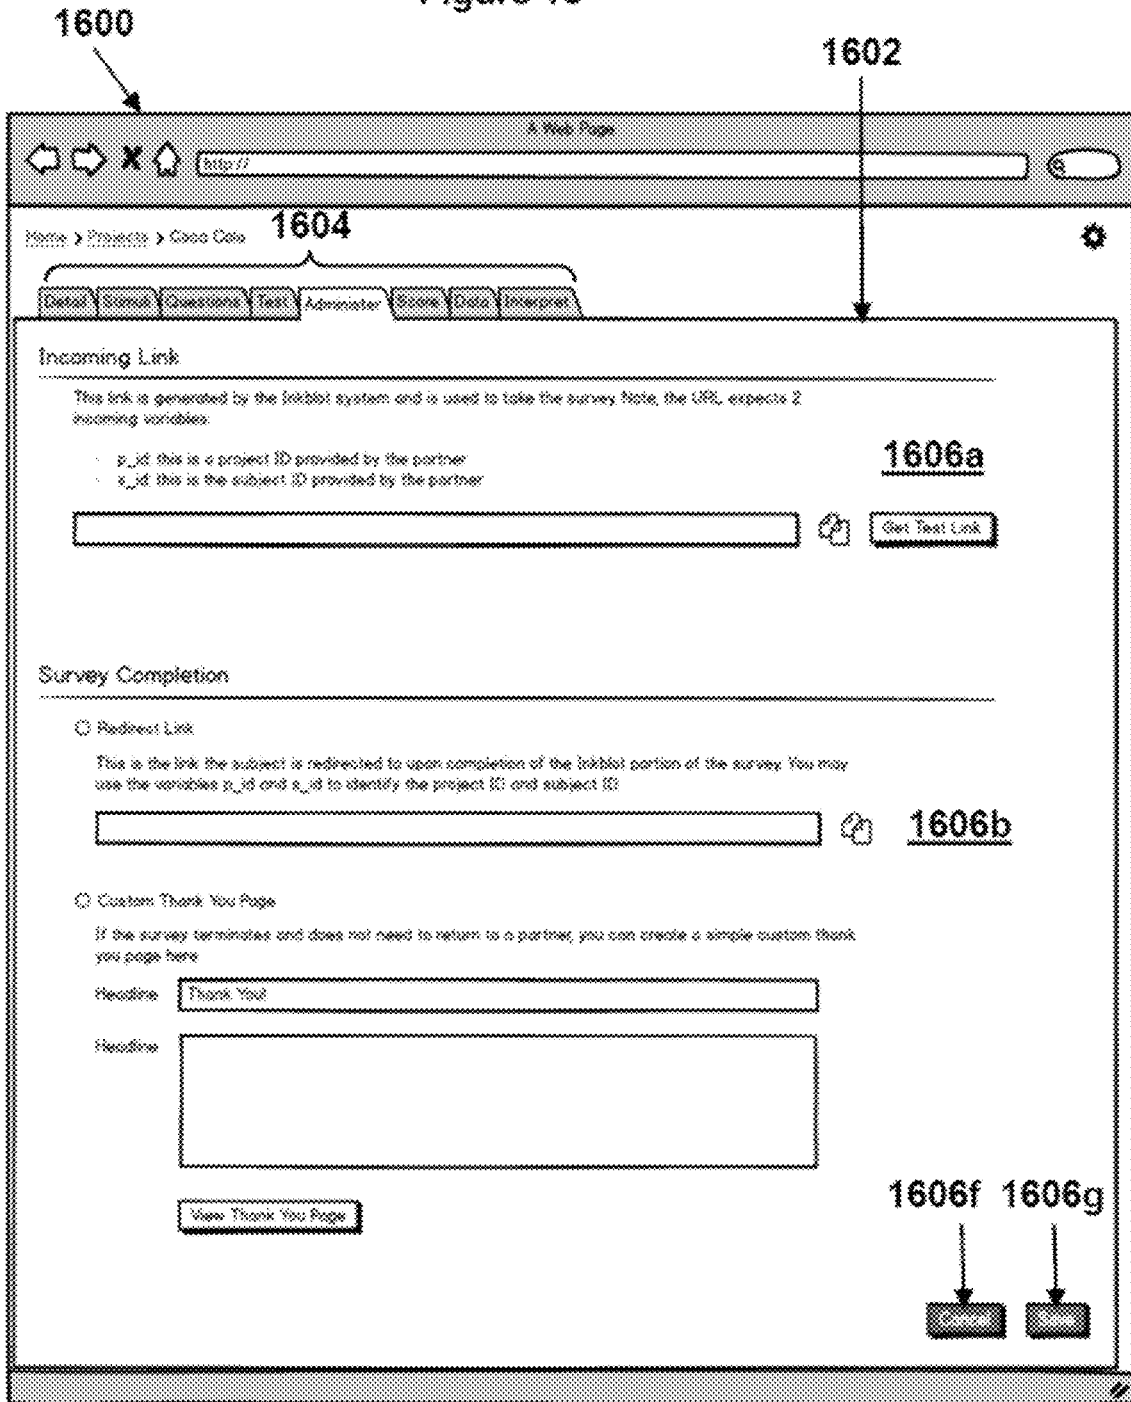 1600
1602
A Web Page
http://
Home > Projects > Coca Cola
1604
Detail Stimuli Questions Test Administer Score Data Interpret
Incoming Link
This link is generated by the Inkblot system and is used to take the survey. Note, the URL expects 2
incoming variables:
- p_id: this is a project ID provided by the partner
- s_id: this is the subject ID provided by the partner
1606a
Get Test Link
Survey Completion
Redirect Link
This is the link the subject is redirected to upon completion of the Inkblot portion of the survey. You may
use the variables p_id and s_id to identify the project ID and subject ID
1606b
Custom Thank You Page
If the survey terminates and does not need to return to a partner, you can create a simple custom thank
you page here
Headline Thank You!
Headline
View Thank You Page
1606f 1606g
Cancel Save